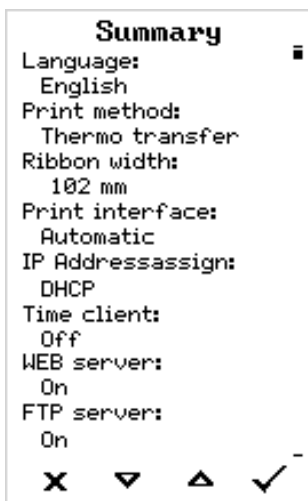 Summary
Language:
English
Print method:
Thermo transfer
Ribbon width:
102 mm
Print interface:
Automatic
IP Addressassign:
DHCP
Time client:
Off
WEB server:
On
FTP server:
On